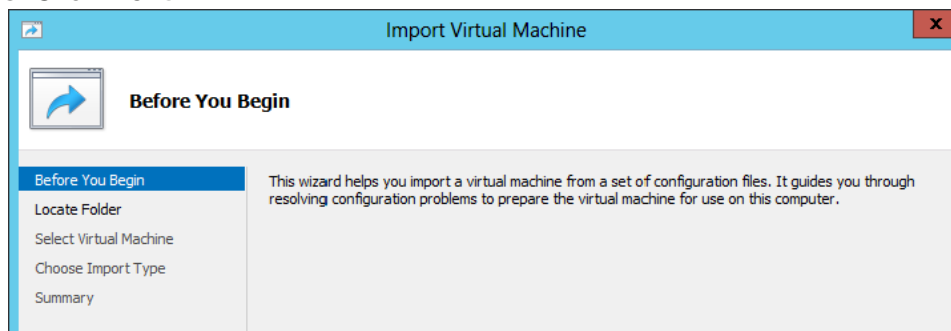 Import Virtual Machine
x
Before You Begin
Before You Begin
Locate Folder
Select Virtual Machine
Choose Import Type
Summary
This wizard helps you import a virtual machine from a set of configuration files. It guides you through
resolving configuration problems to prepare the virtual machine for use on this computer.